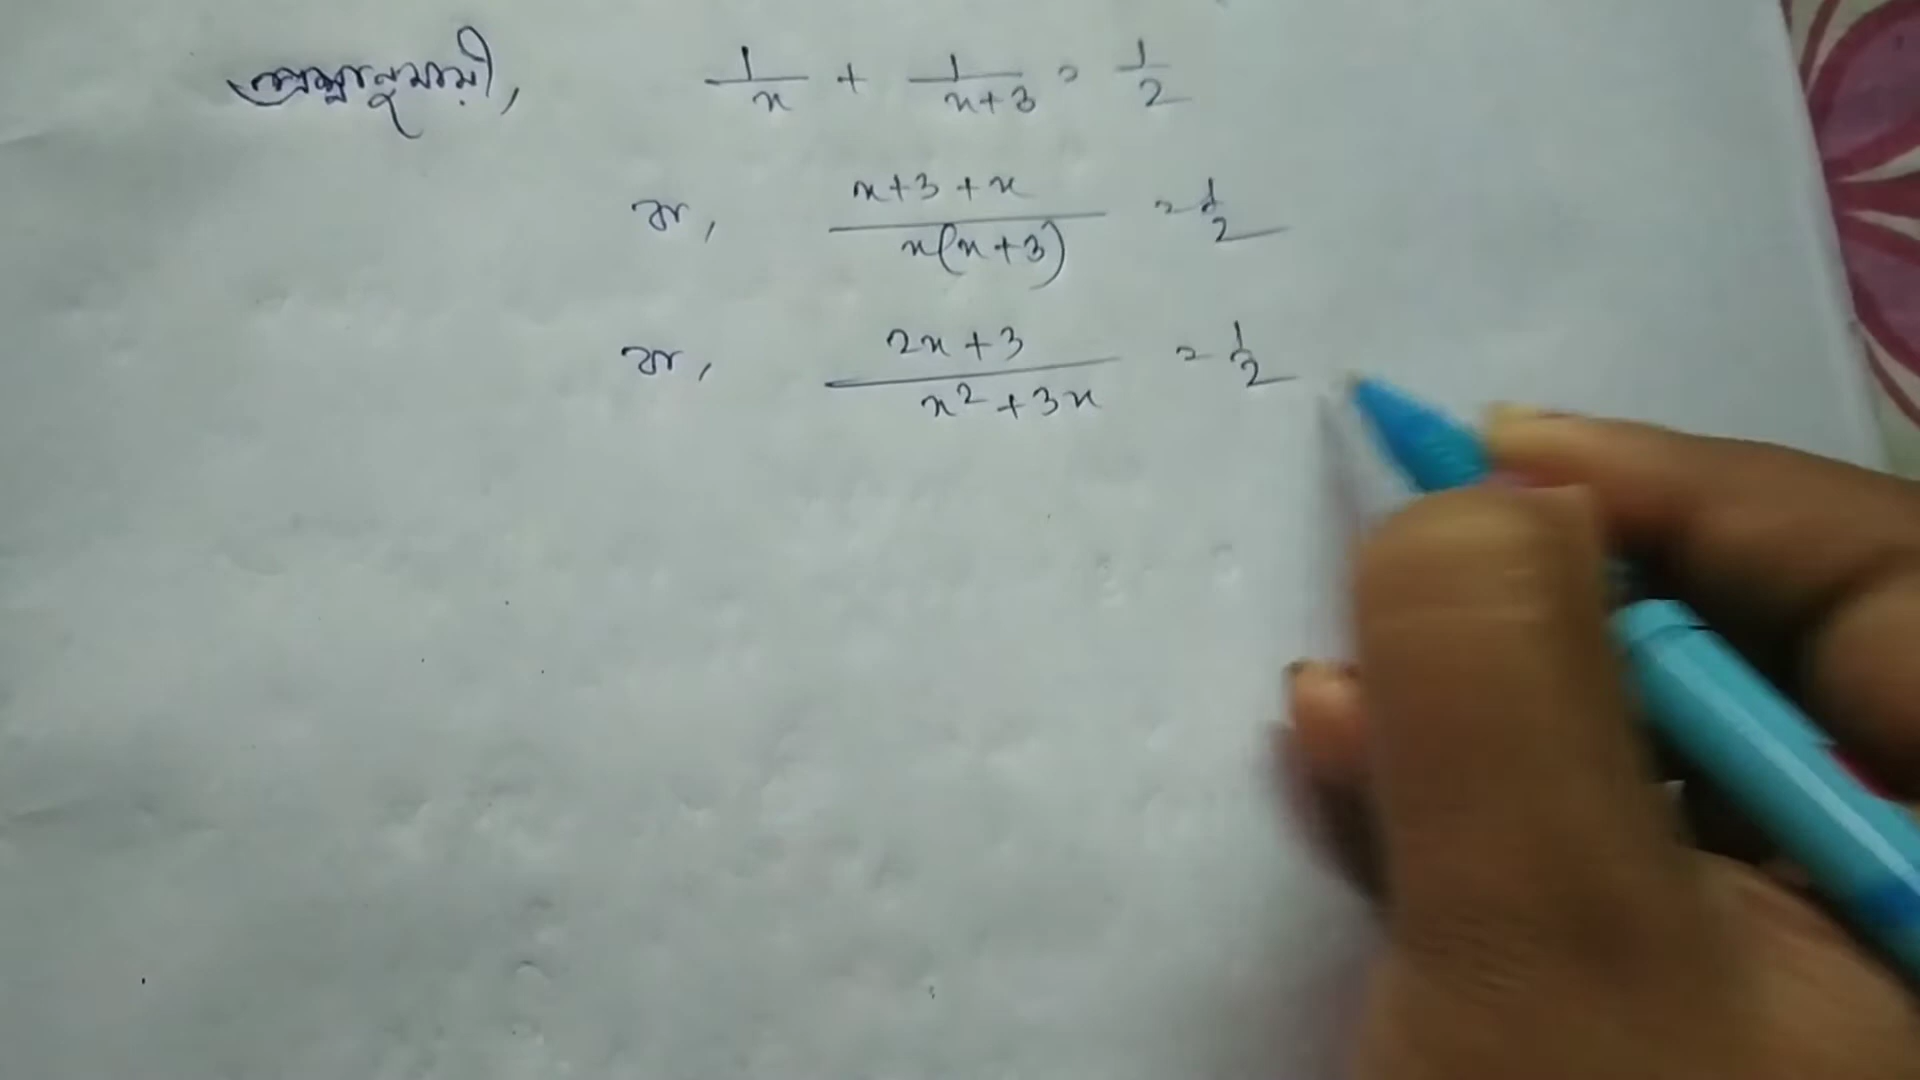 প্রশ্নানুযায়ী, 1/x + 1/(x+3) = 1/2
বা, (x+3+x)/(x(x+3)) = 1/2
বা, (2x+3)/(x²+3x) = 1/2